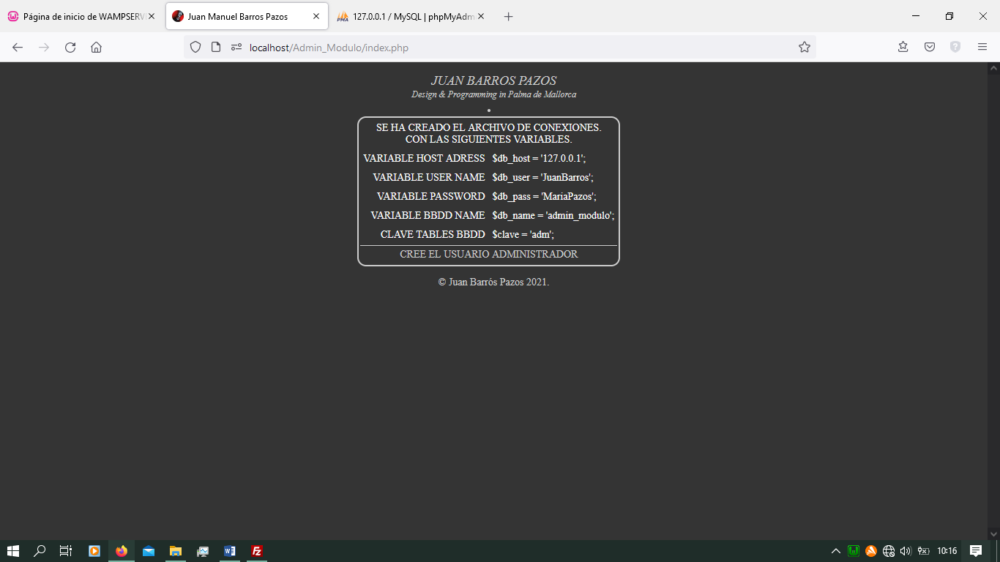 Página de inicio de WAMPSERV
Juan Manuel Barros Pazos
127.0.0.1 / MySQL | phpMyAdm
localhost/Admin_Modulo/index.php
JUAN BARROS PAZOS
Design & Programming in Palma de Mallorca
SE HA CREADO EL ARCHIVO DE CONEXIONES.
CON LAS SIGUIENTES VARIABLES.
VARIABLE HOST ADRESS $db_host = '127.0.0.1';
VARIABLE USER NAME $db_user = 'JuanBarros';
VARIABLE PASSWORD $db_pass = 'MariaPazos';
VARIABLE BBDD NAME $db_name = 'admin_modulo';
CLAVE TABLES BBDD $clave = 'adm';
CREE EL USUARIO ADMINISTRADOR
© Juan Barrós Pazos 2021.
10:16